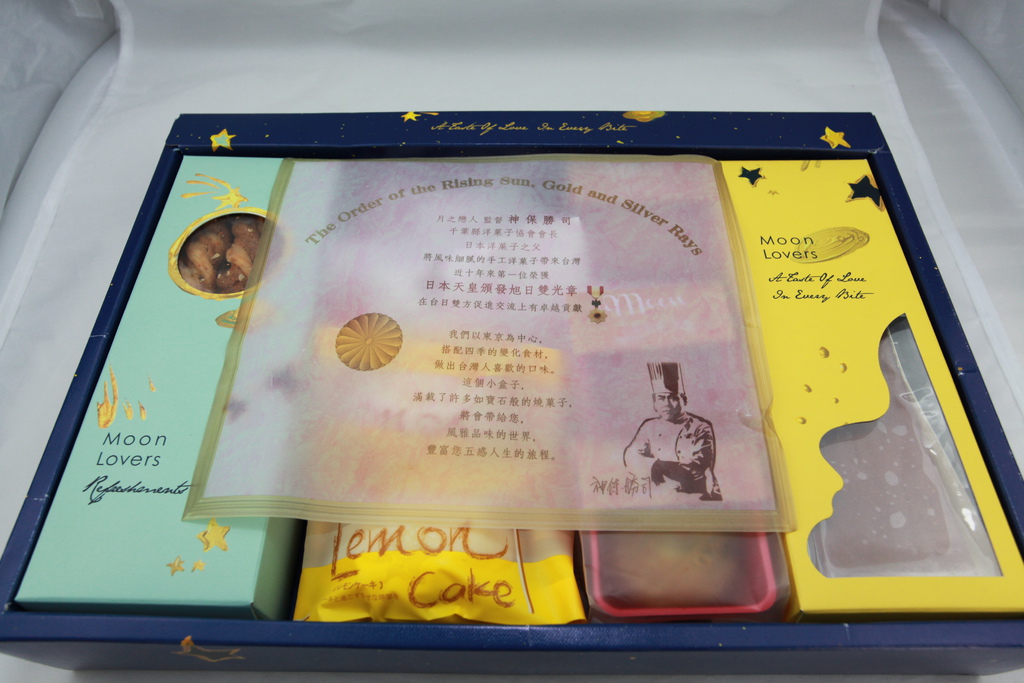 A Taste Of Love In Every Bite
The Order of the Rising Sun, Gold and Silver Rays
月之戀人 監督 神保勝司
千葉縣洋菓子協會會長
日本洋菓子之父
將風味細膩的手工洋菓子帶來台灣
近十年來第一位榮獲
日本天皇頒發旭日雙光章
在台日雙方促進交流上有卓越貢獻
Moon
我們以東京為中心,
搭配四季的變化食材,
做出台灣人喜歡的口味。
這個小盒子,
滿載了許多如寶石般的燒菓子,
將會帶給您,
風雅品味的世界,
豐富您五感人生的旅程。
神保勝司
Moon
Lovers
Refreshments
Moon
Lovers
A Taste Of Love
In Every Bite
Lemon
Cake